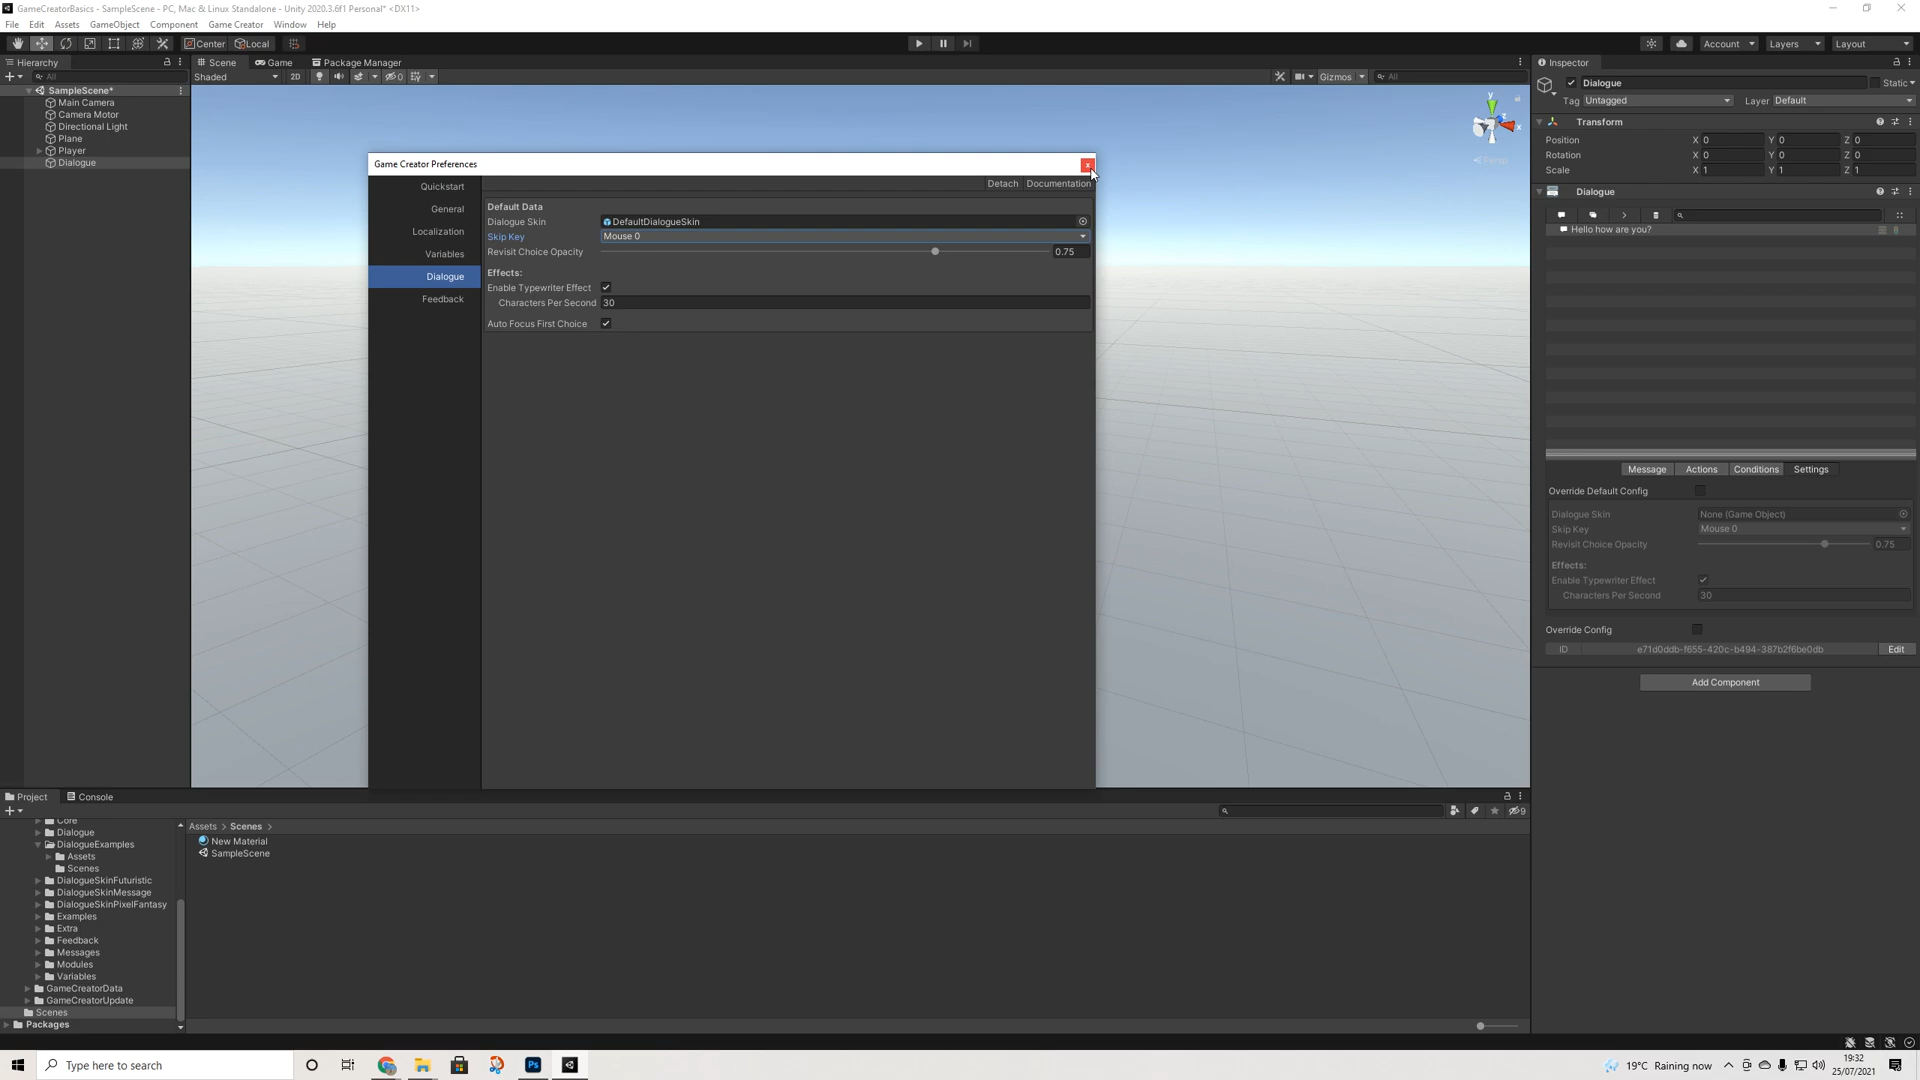 GameCreatorBasics - SampleScene - PC, Mac & Linux Standalone - Unity 2020.3.6f1 Personal* <DX11>
File Edit Assets GameObject Component Game Creator Window Help
Center Local Account Layers Layout
Hierarchy Scene Game Package Manager Inspector
All Shaded 2D 0 Gizmos All
SampleScene*
Main Camera
Camera Motor
Directional Light
Plane
Player
Dialogue
Y
X
Persp
Game Creator Preferences
x
Detach Documentation
Quickstart
General
Localization
Variables
Dialogue
Feedback
Default Data
Dialogue Skin DefaultDialogueSkin
Skip Key Mouse 0
Revisit Choice Opacity 0.75
Effects:
Enable Typewriter Effect
Characters Per Second 30
Auto Focus First Choice
Dialogue Static
Tag Untagged Layer Default
Transform
Position X 0 Y 0 Z 0
Rotation X 0 Y 0 Z 0
Scale X 1 Y 1 Z 1
Dialogue
Hello how are you?
Message Actions Conditions Settings
Override Default Config
Dialogue Skin None (Game Object)
Skip Key Mouse 0
Revisit Choice Opacity 0.75
Effects:
Enable Typewriter Effect
Characters Per Second 30
Override Config
ID e71d0ddb-f655-420c-b494-387b2f6be0db Edit
Add Component
Project Console
9
Core
Dialogue
DialogueExamples
Assets
Scenes
DialogueSkinFuturistic
DialogueSkinMessage
DialogueSkinPixelFantasy
Examples
Extra
Feedback
Messages
Modules
Variables
GameCreatorData
GameCreatorUpdate
Scenes
Packages
Assets > Scenes >
New Material
SampleScene
Type here to search
Ps
19°C Raining now
19:32
25/07/2021